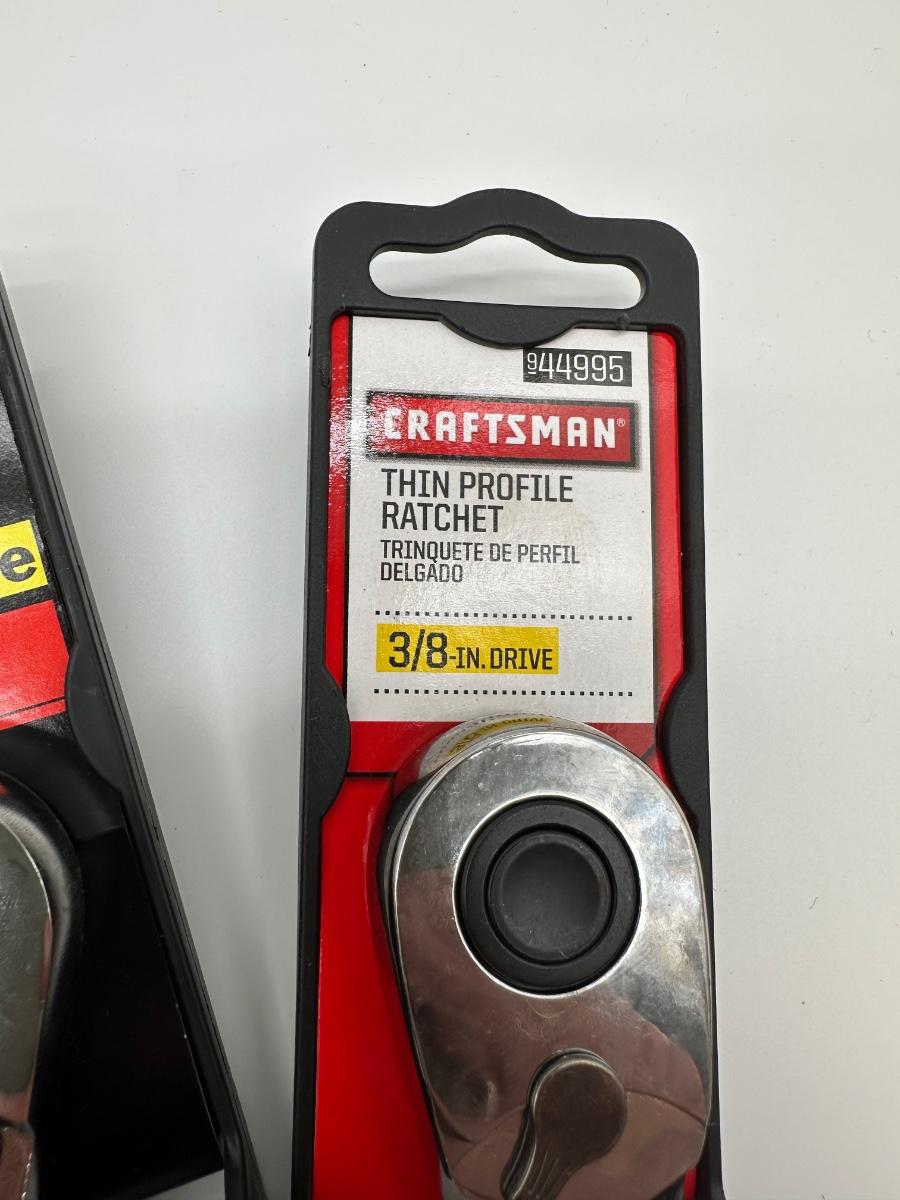 944995
CRAFTSMAN®
THIN PROFILE
RATCHET
TRINQUETE DE PERFIL
DELGADO
3/8-IN. DRIVE
e